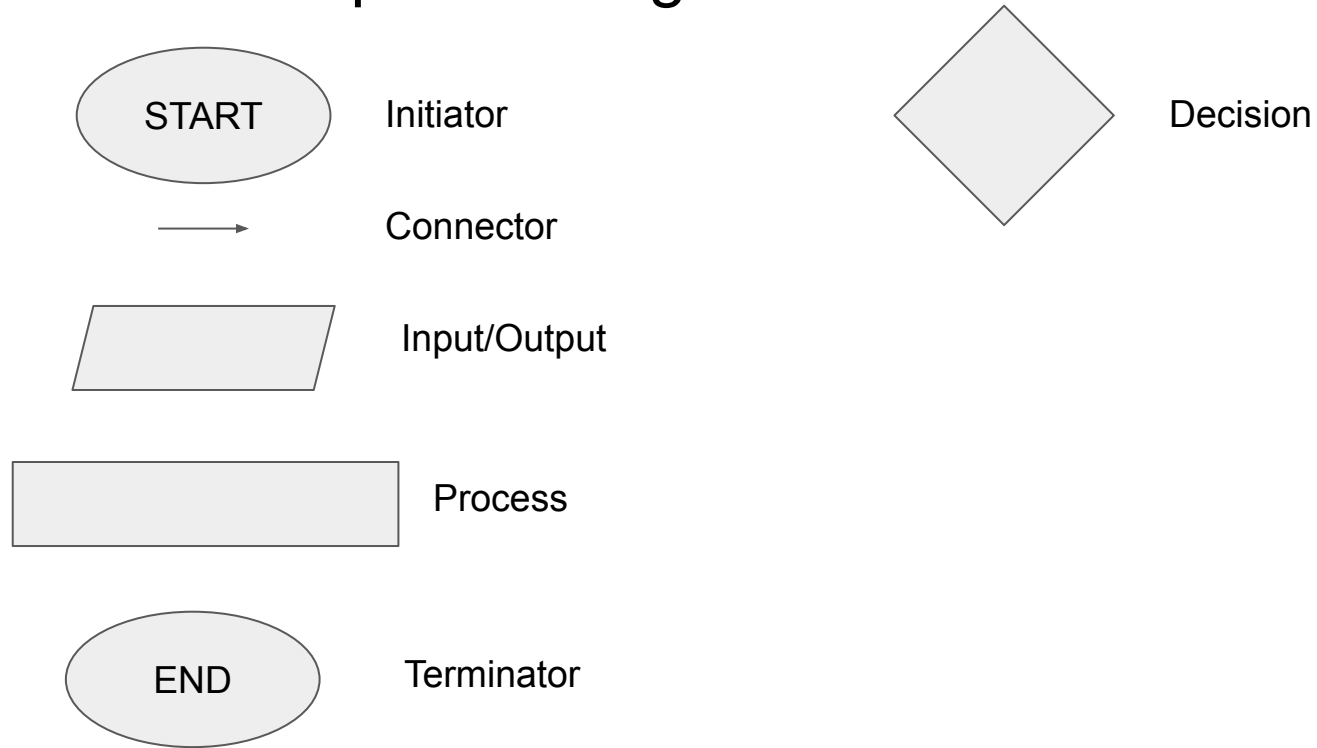 START
Initiator
Decision
Connector
Input/Output
Process
END
Terminator